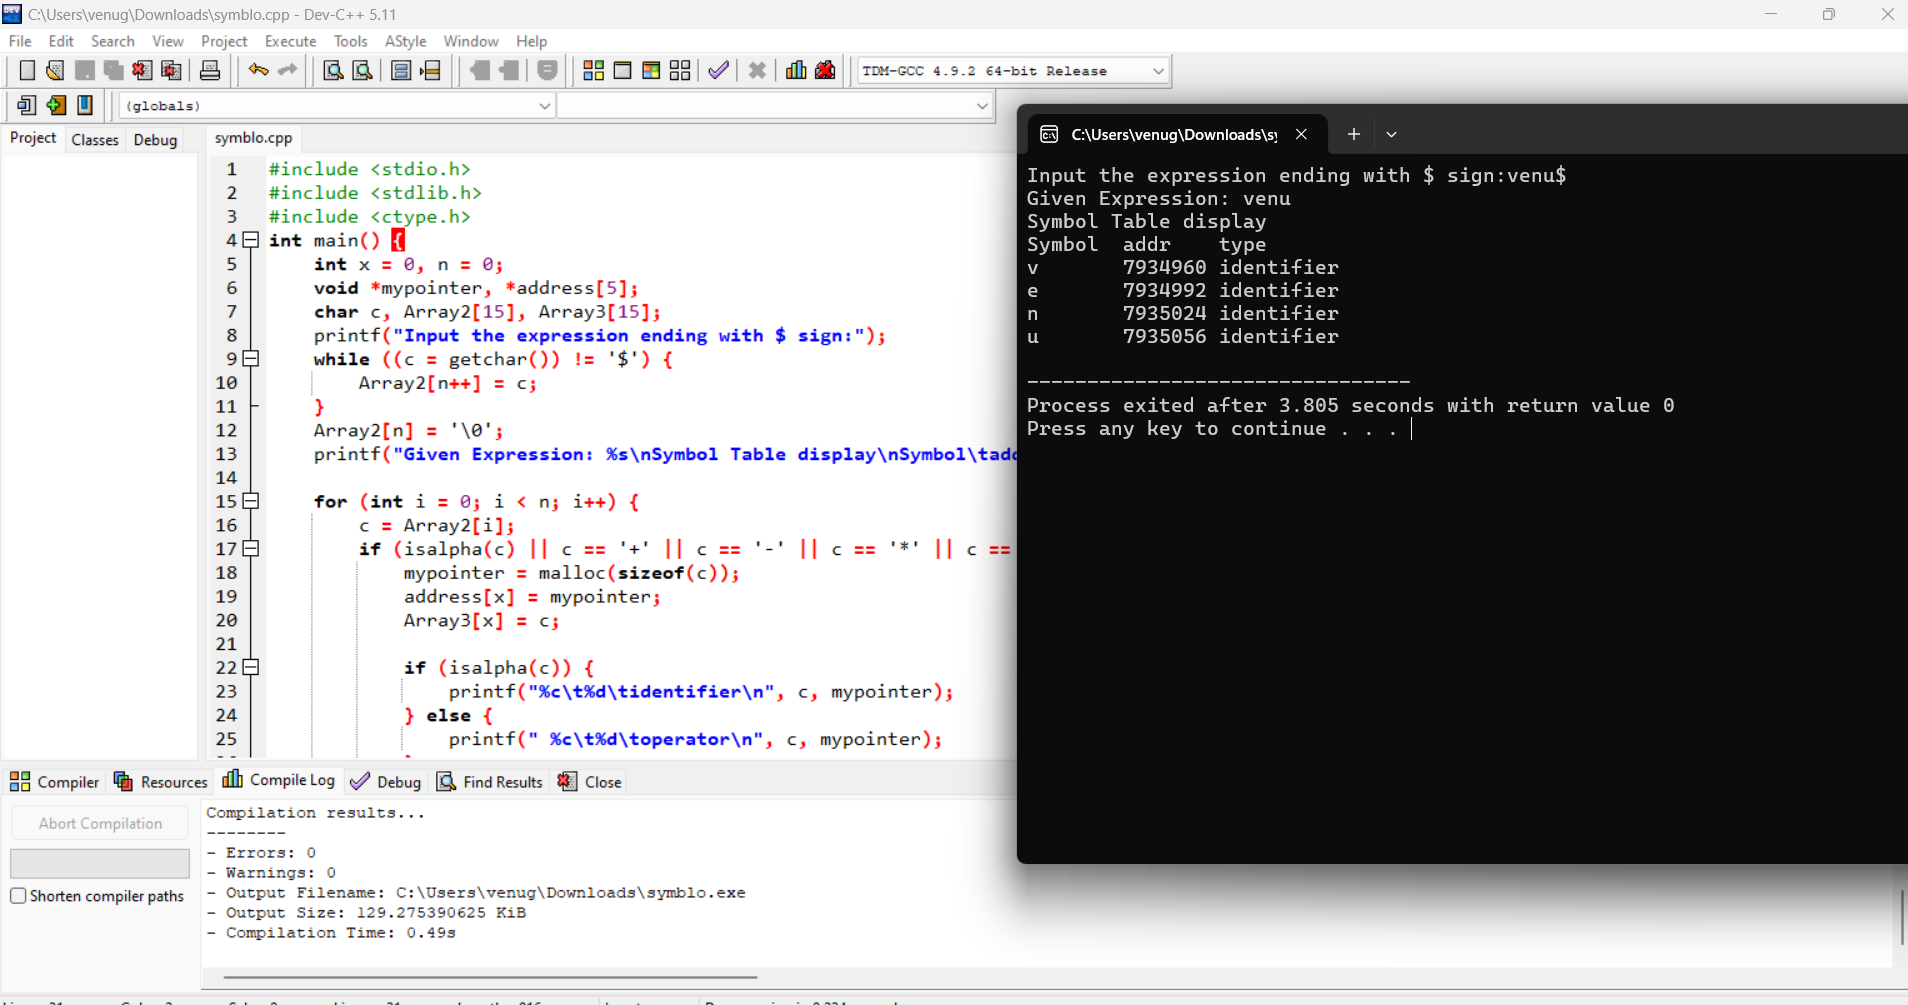 C:\Users\venug\Downloads\symblo.cpp - Dev-C++ 5.11
File Edit Search View Project Execute Tools AStyle Window Help
TDM-GCC 4.9.2 64-bit Release
(globals)
Project Classes Debug
symblo.cpp
1 #include <stdio.h>
2 #include <stdlib.h>
3 #include <ctype.h>
4 int main() {
5 int x = 0, n = 0;
6 void *mypointer, *address[5];
7 char c, Array2[15], Array3[15];
8 printf("Input the expression ending with $ sign:");
9 while ((c = getchar()) != '$') {
10 Array2[n++] = c;
11 }
12 Array2[n] = '\0';
13 printf("Given Expression: %s\nSymbol Table display\nSymbol\tadd
14
15 for (int i = 0; i < n; i++) {
16 c = Array2[i];
17 if (isalpha(c) || c == '+' || c == '-' || c == '*' || c ==
18 mypointer = malloc(sizeof(c));
19 address[x] = mypointer;
20 Array3[x] = c;
21
22 if (isalpha(c)) {
23 printf("%c\t%d\tidentifier\n", c, mypointer);
24 } else {
25 printf(" %c\t%d\toperator\n", c, mypointer);
C:\Users\venug\Downloads\sy
Input the expression ending with $ sign:venu$
Given Expression: venu
Symbol Table display
Symbol addr type
v 7934960 identifier
e 7934992 identifier
n 7935024 identifier
u 7935056 identifier
--------------------------------
Process exited after 3.805 seconds with return value 0
Press any key to continue . . .
Compiler Resources Compile Log Debug Find Results Close
Abort Compilation
Shorten compiler paths
Compilation results...
--------
- Errors: 0
- Warnings: 0
- Output Filename: C:\Users\venug\Downloads\symblo.exe
- Output Size: 129.275390625 KiB
- Compilation Time: 0.49s